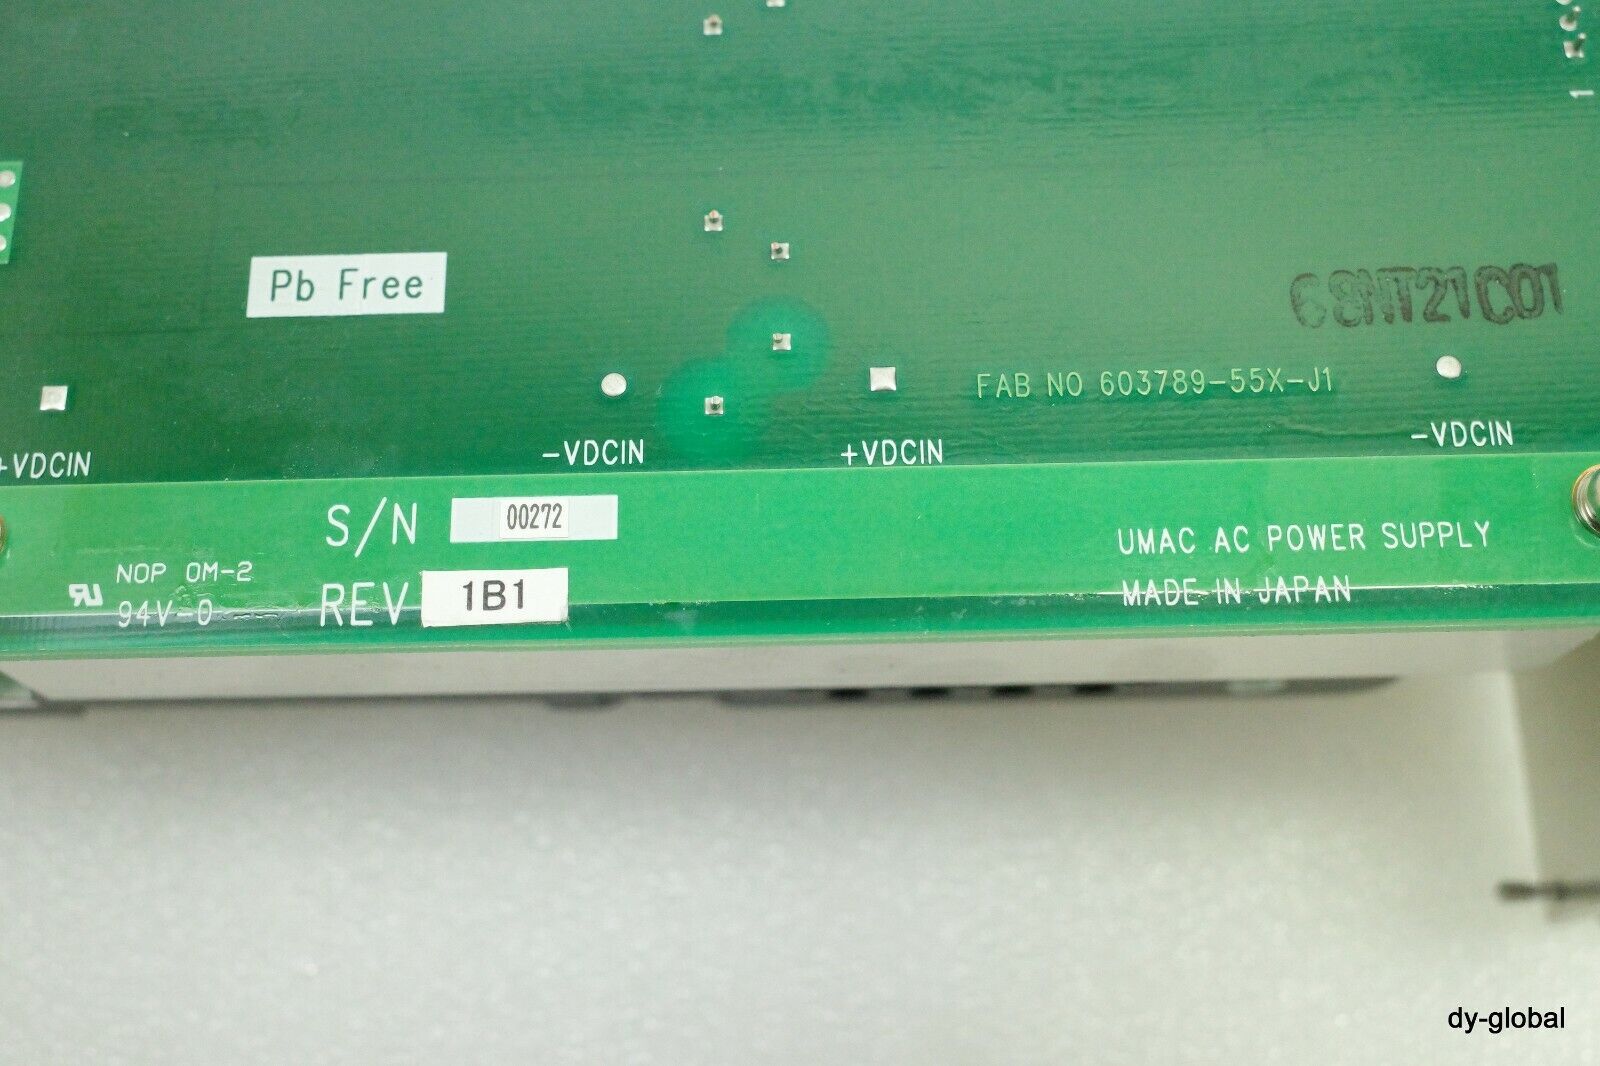 1
Pb Free
68NT21C01
FAB NO 603789-55X-J1
+VDCIN
-VDCIN
+VDCIN
-VDCIN
S/N 00272
UMAC AC POWER SUPPLY
NOP OM-2
94V-0
REV 1B1
MADE IN JAPAN
dy-global